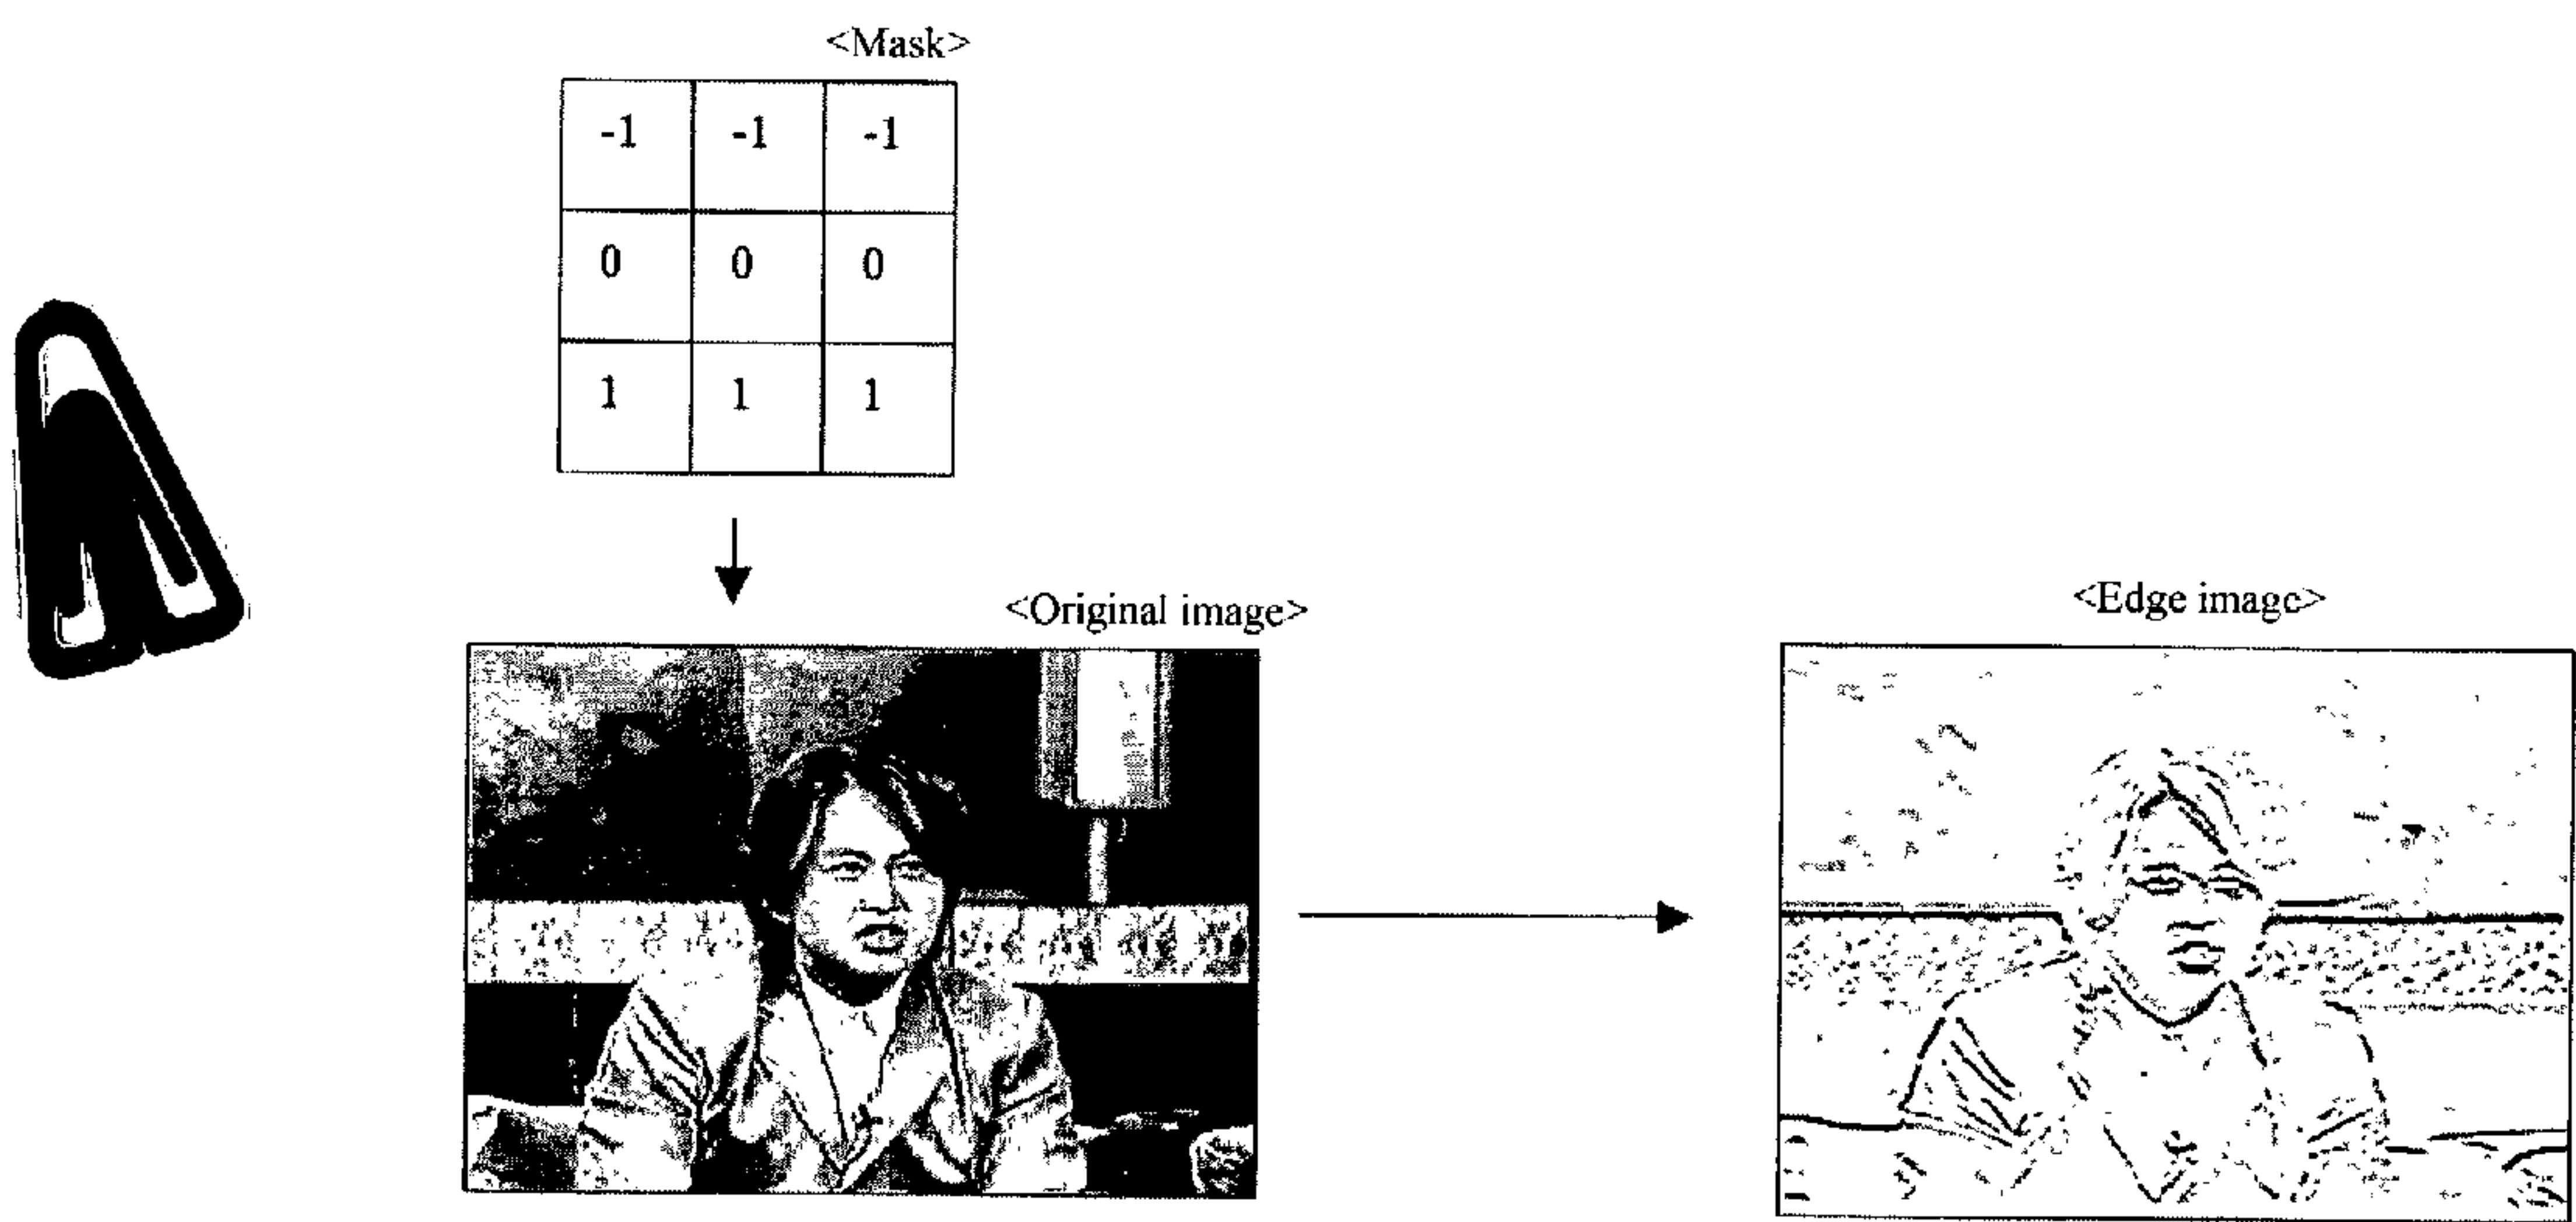 <Mask>
-1 -1 -1
0 0 0
1 1 1
<Original image>
<Edge image>